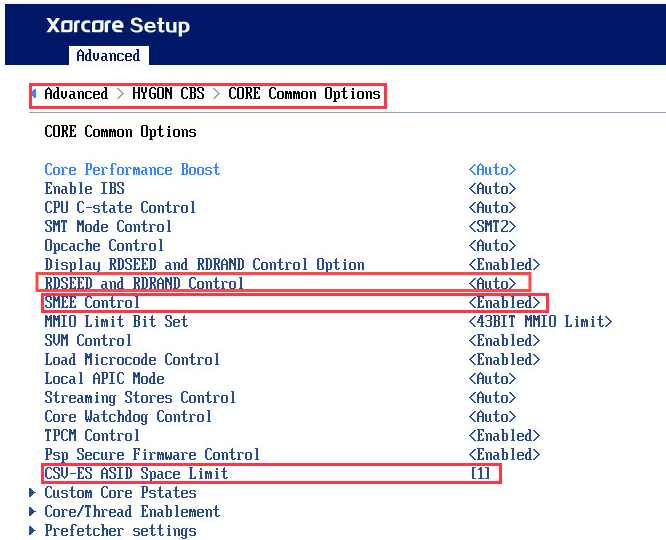 Xarcare Setup
Advanced
Advanced > HYGON CBS > CORE Common Options
CORE Common Options
Core Performance Boost <Auto>
Enable IBS <Auto>
CPU C-state Control <Auto>
SMT Mode Control <SMT2>
Opcache Control <Auto>
Display RDSEED and RDRAND Control Option <Enabled>
RDSEED and RDRAND Control <Auto>
SMEE Control <Enabled>
MMIO Limit Bit Set <43BIT MMIO Limit>
SVM Control <Enabled>
Load Microcode Control <Enabled>
Local APIC Mode <Auto>
Streaming Stores Control <Auto>
Core Watchdog Control <Auto>
TPCM Control <Enabled>
Psp Secure Firmware Control <Enabled>
CSV-ES ASID Space Limit [1]
Custom Core Pstates
Core/Thread Enablement
Prefetcher settings